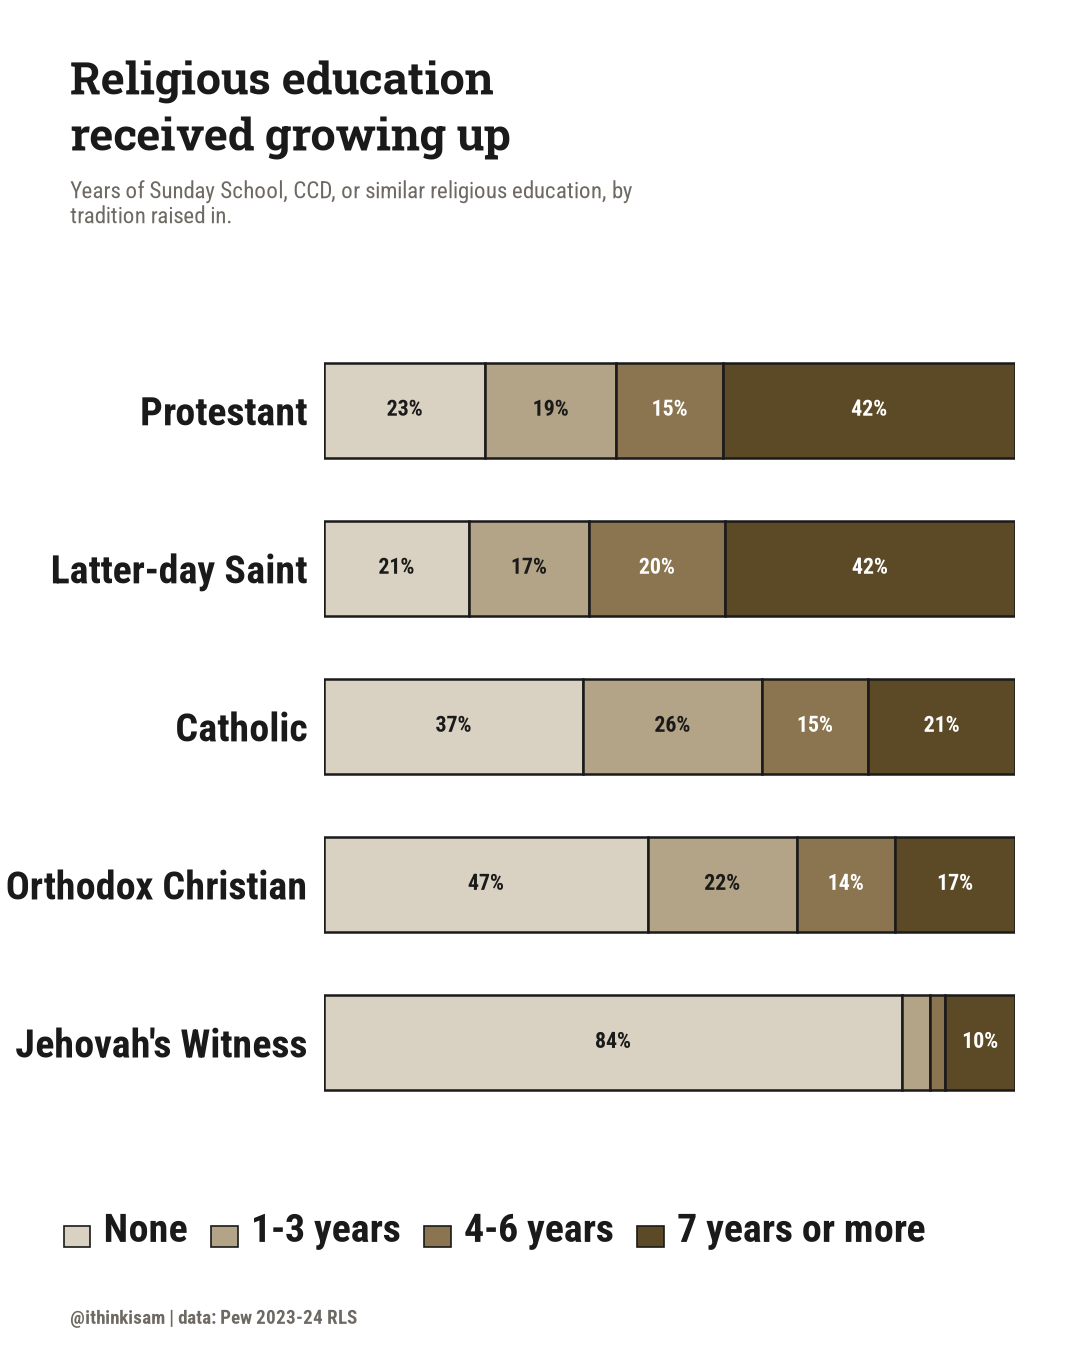 Religious education
received growing up
Years of Sunday School, CCD, or similar religious education, by
tradition raised in.
Protestant 23% 19% 15% 42%
Latter-day Saint 21% 17% 20% 42%
Catholic 37% 26% 15% 21%
Orthodox Christian 47% 22% 14% 17%
Jehovah's Witness 84% 10%
None 1-3 years 4-6 years 7 years or more
@ithinkisam | data: Pew 2023-24 RLS